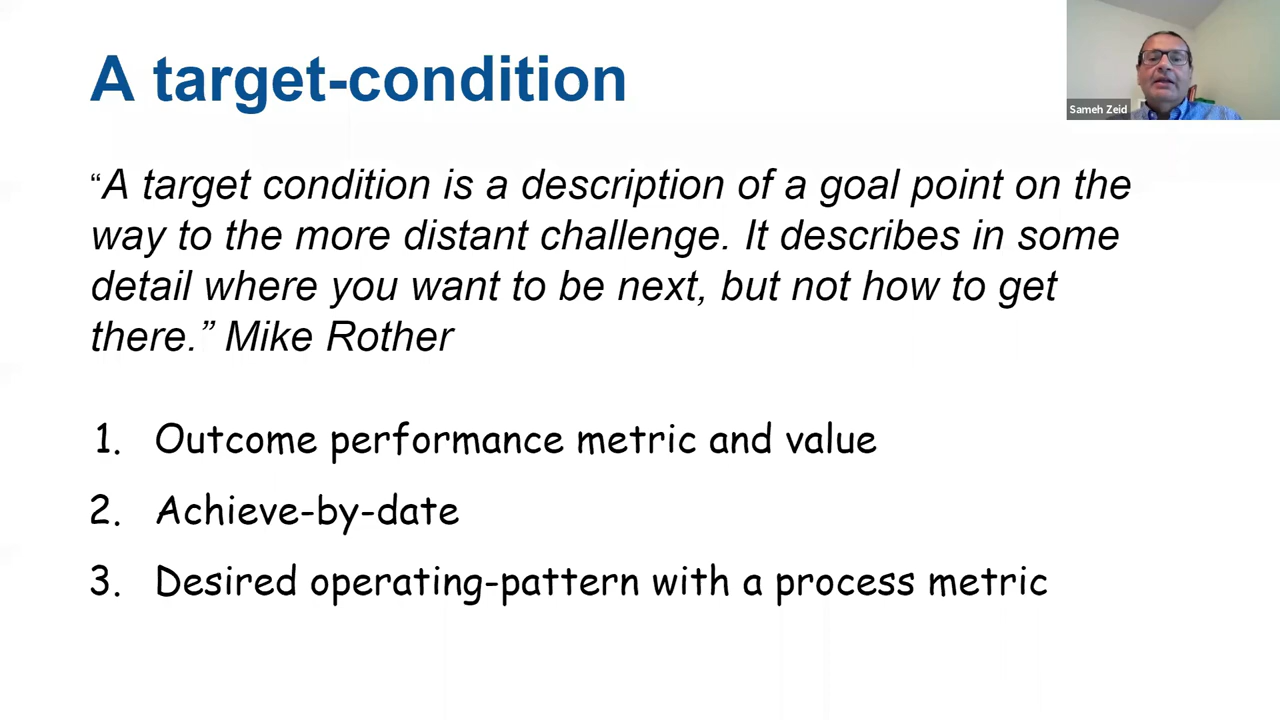 A target-condition
Sameh Zeid
“A target condition is a description of a goal point on the
way to the more distant challenge. It describes in some
detail where you want to be next, but not how to get
there.” Mike Rother
1. Outcome performance metric and value
2. Achieve-by-date
3. Desired operating-pattern with a process metric